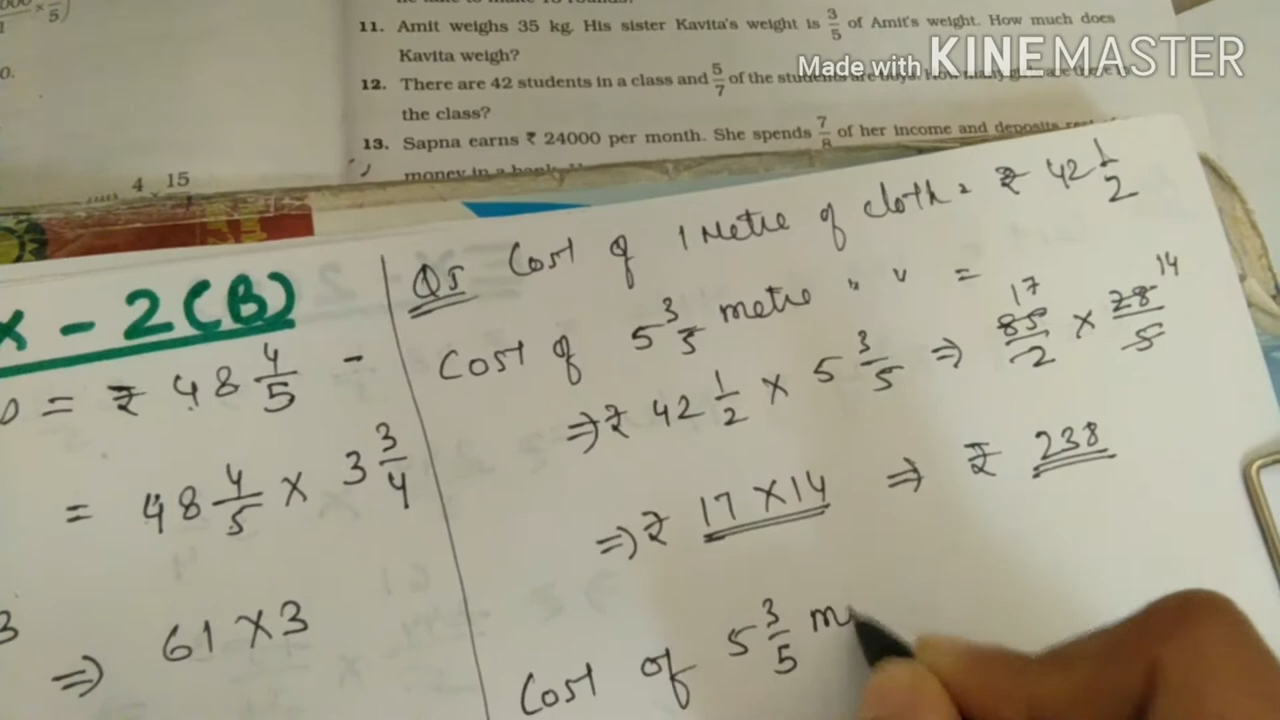 11. Amit weighs 35 kg. His sister Kavita's weight is 3/5 of Amit's weight. How much does
Kavita weigh?
Made with KINEMASTER
12. There are 42 students in a class and 5/7 of the students are boys.
the class?
13. Sapna earns ₹ 24000 per month. She spends 7/8 of her income and deposits
money in a
4/ × 15/
x - 2(B)
= ₹ 48 4/5 -
= 48 4/5 × 3 3/4
3 ⇒ 61 × 3
Q5 Cost of 1 Metre of cloth = ₹ 42 1/2
Cost of 5 3/5 metre " " =
⇒ ₹ 42 1/2 × 5 3/5 ⇒ 85/2 × 28/5
17 14
⇒ ₹ 17 × 14 ⇒ ₹ 238
Cost of 5 3/5 m